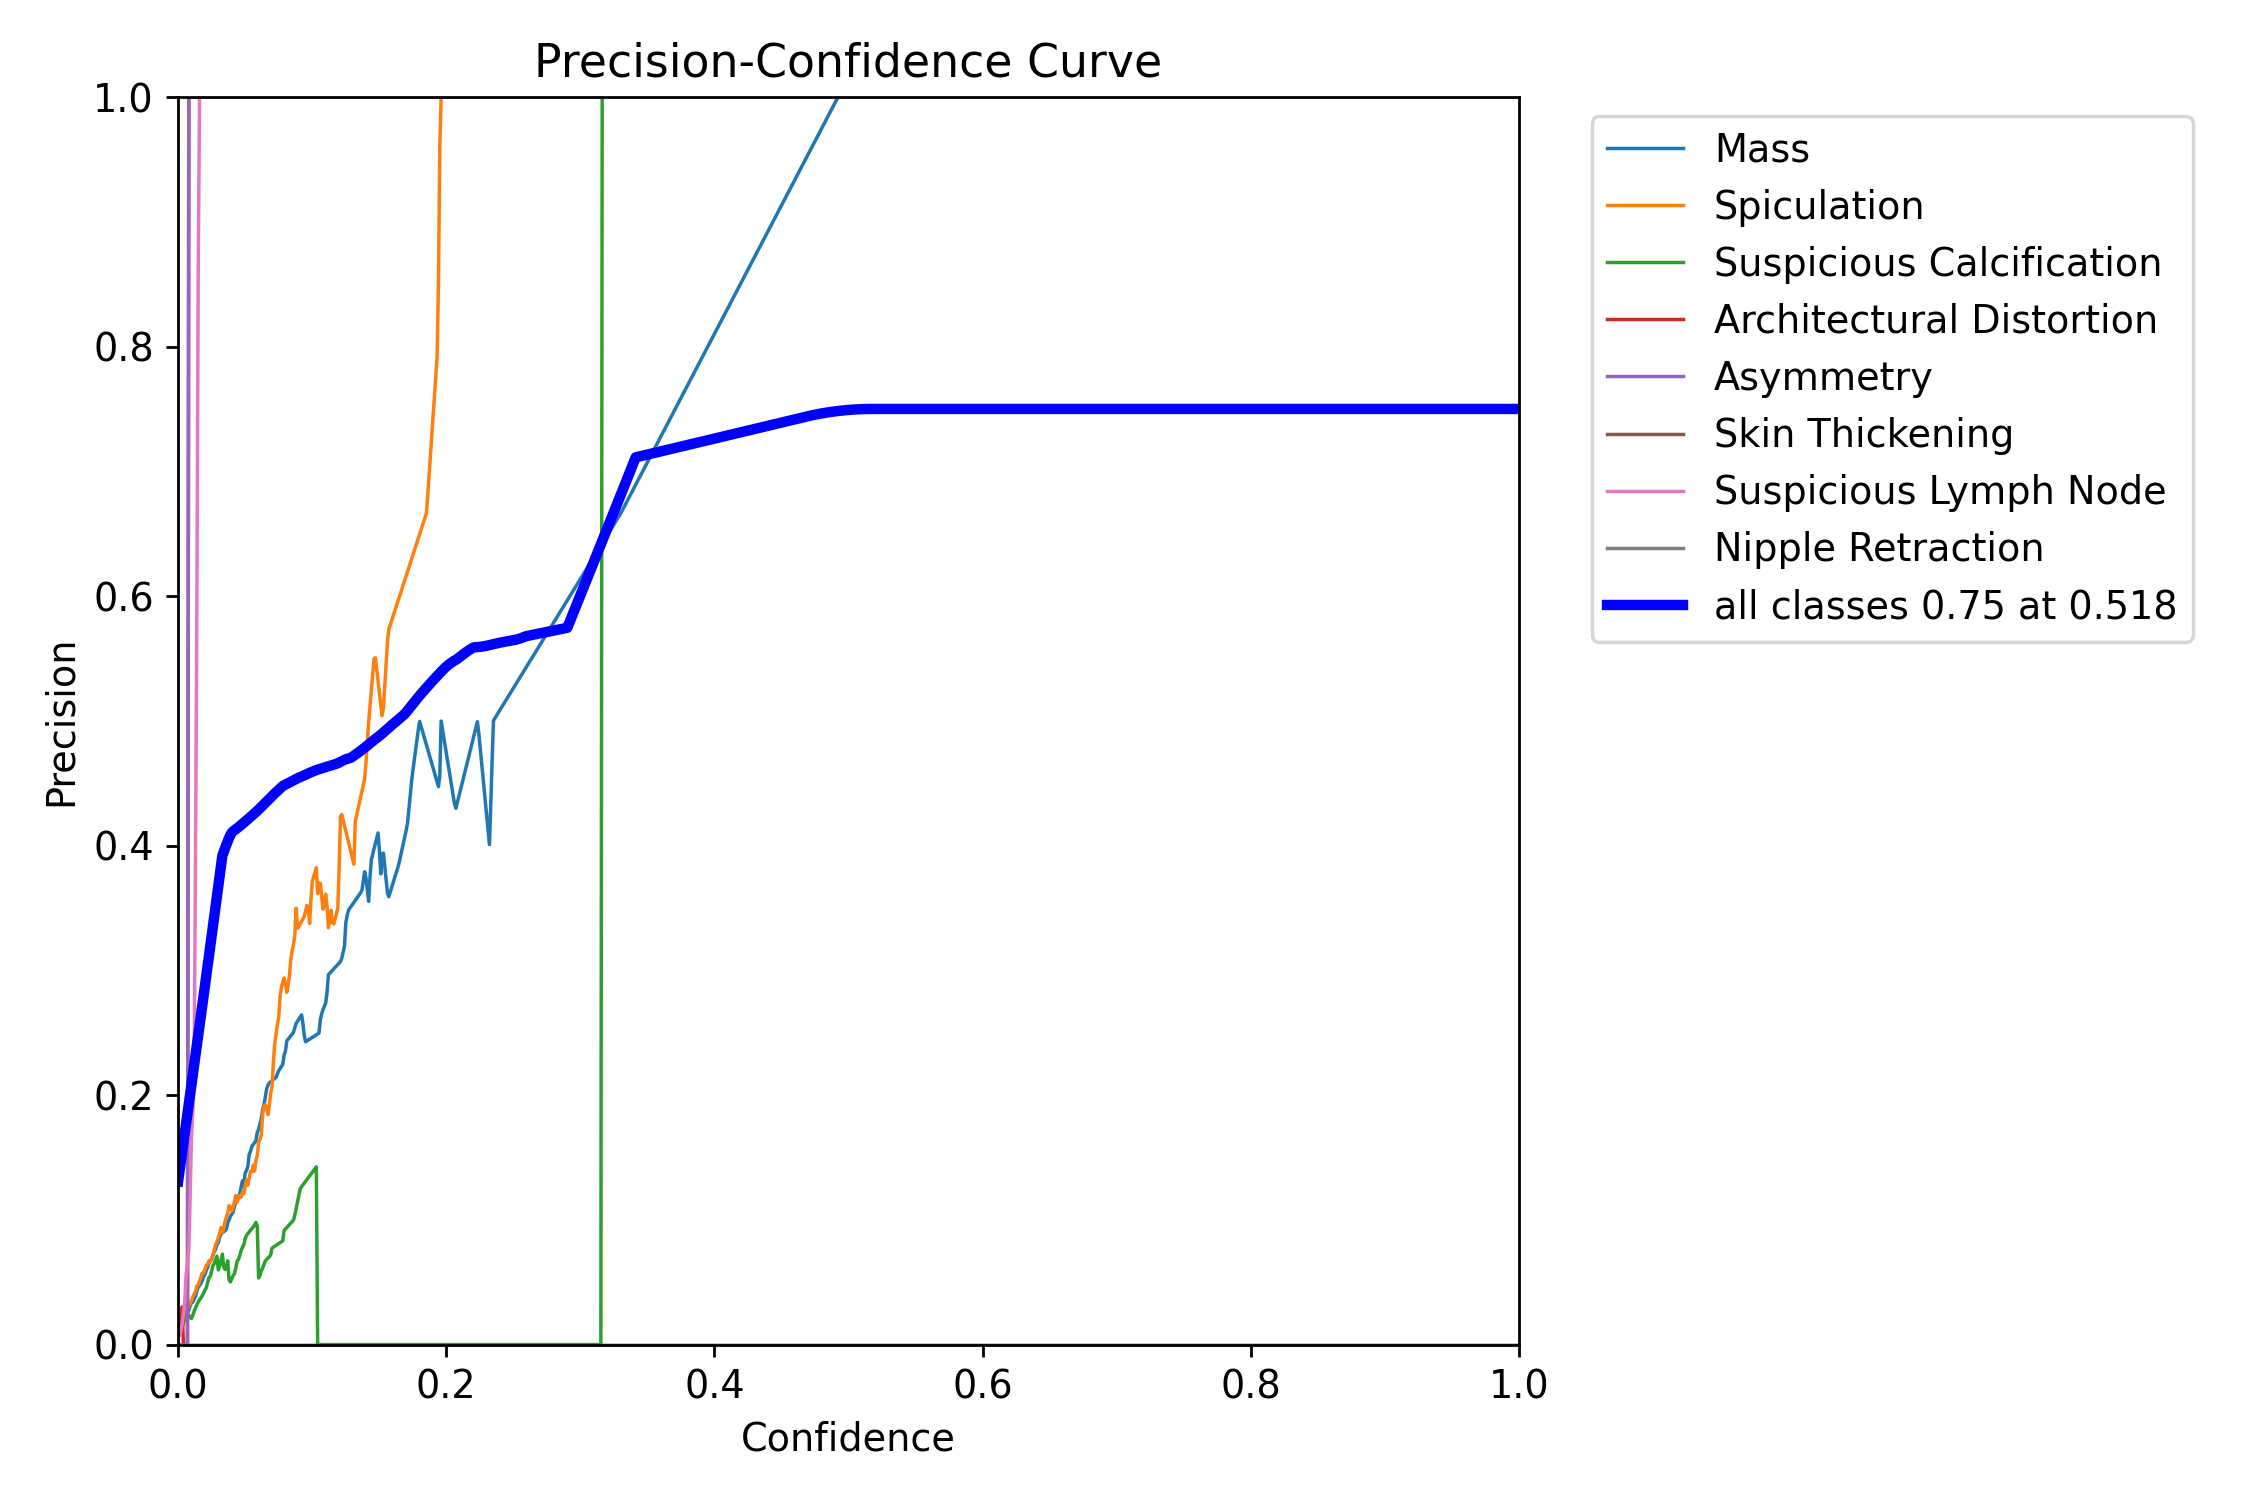 Precision-Confidence Curve
1.0
0.8
0.6
0.4
0.2
0.0
Precision
0.0
0.2
0.4
0.6
0.8
1.0
Confidence
Mass
Spiculation
Suspicious Calcification
Architectural Distortion
Asymmetry
Skin Thickening
Suspicious Lymph Node
Nipple Retraction
all classes 0.75 at 0.518